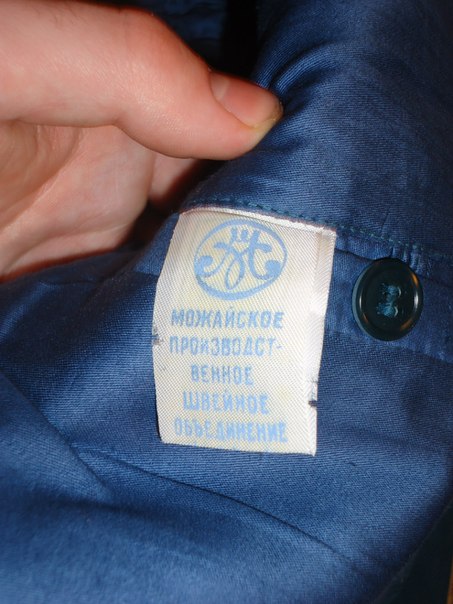 МОЖАЙСКОЕ
ПРОИЗВОДСТ-
ВЕННОЕ
ШВЕЙНОЕ
ОБЪЕДИНЕНИЕ